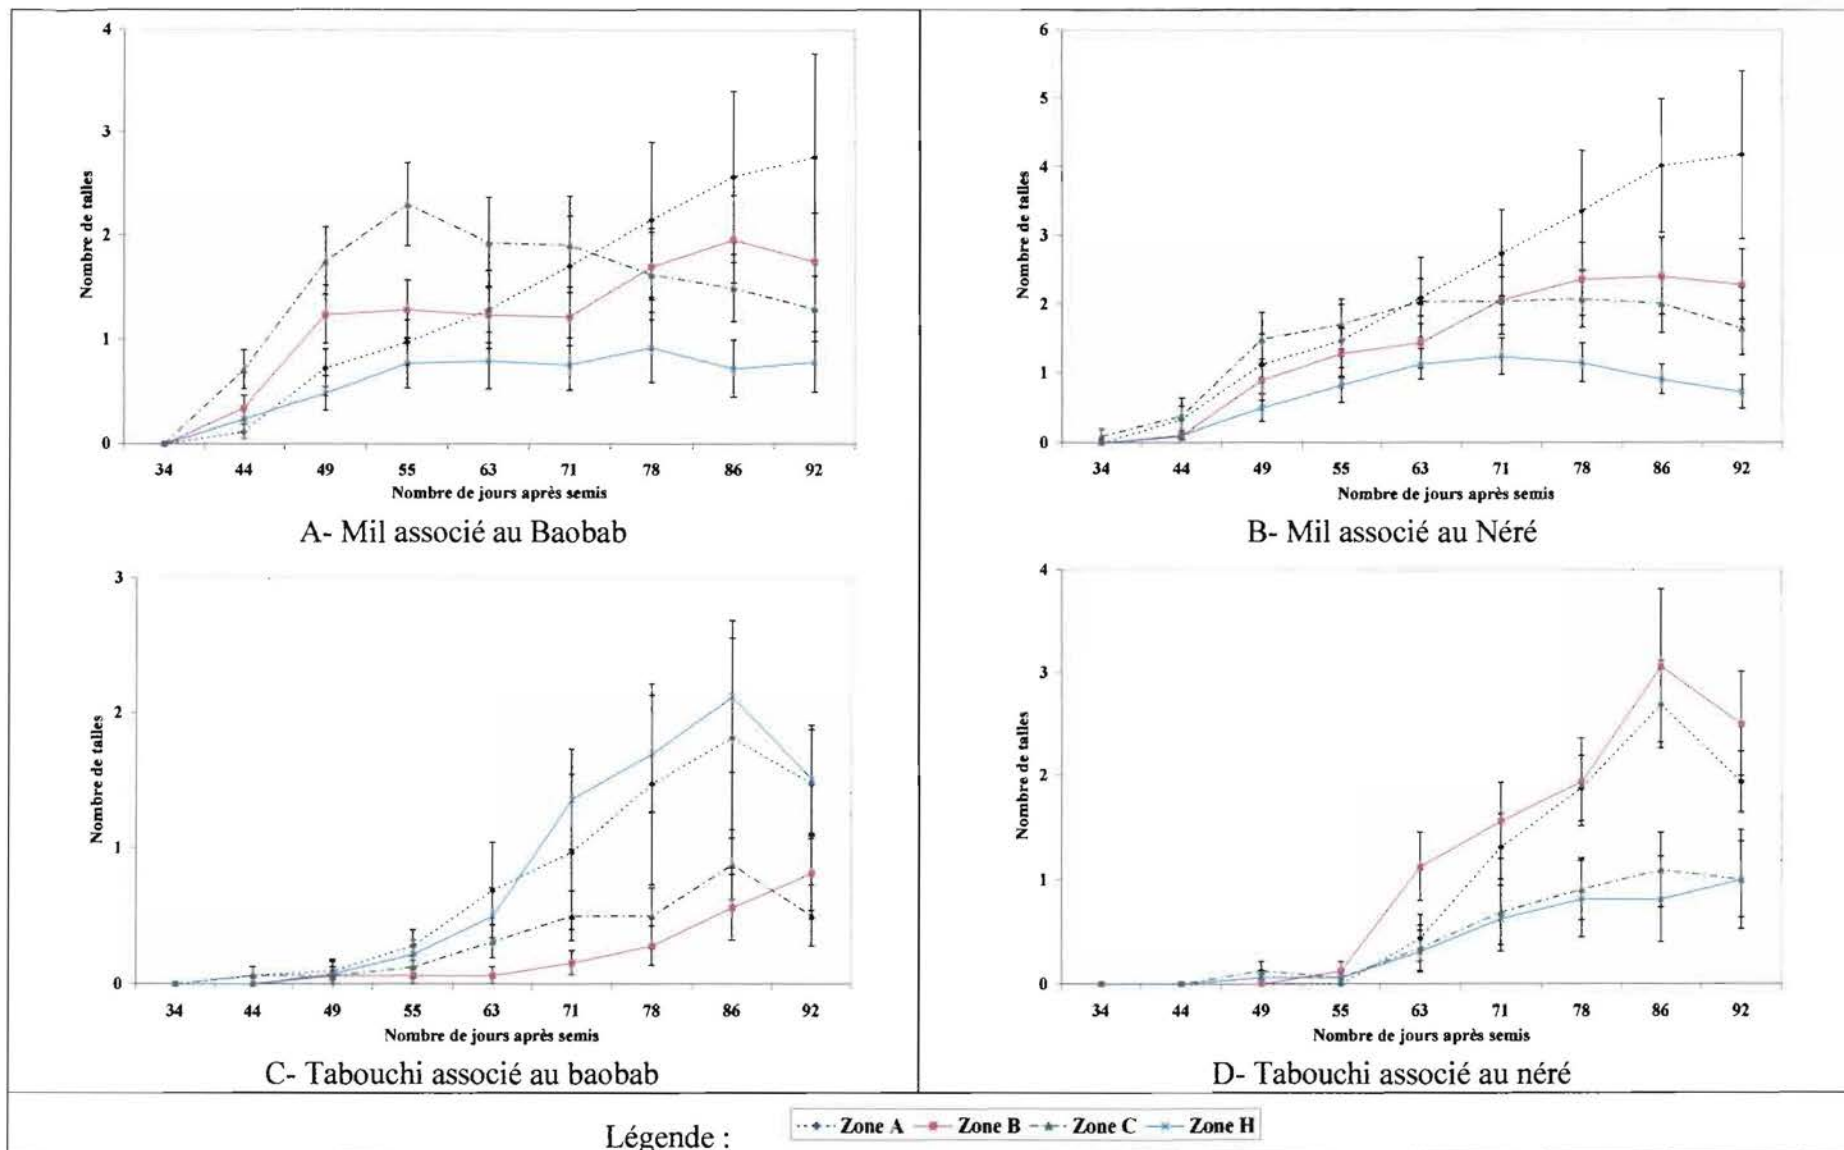 4
3
2
1
0
Nombre de talles
34 44 49 55 63 71 78 86 92
Nombre de jours après semis
A- Mil associé au Baobab
6
5
4
3
2
1
0
Nombre de talles
34 44 49 55 63 71 78 86 92
Nombre de jours après semis
B- Mil associé au Néré
3
2
1
0
Nombre de talles
34 44 49 55 63 71 78 86 92
Nombre de jours après semis
C- Tabouchi associé au baobab
4
3
2
1
0
Nombre de talles
34 44 49 55 63 71 78 86 92
Nombre de jours après semis
D- Tabouchi associé au néré
Légende : Zone A Zone B Zone C Zone H